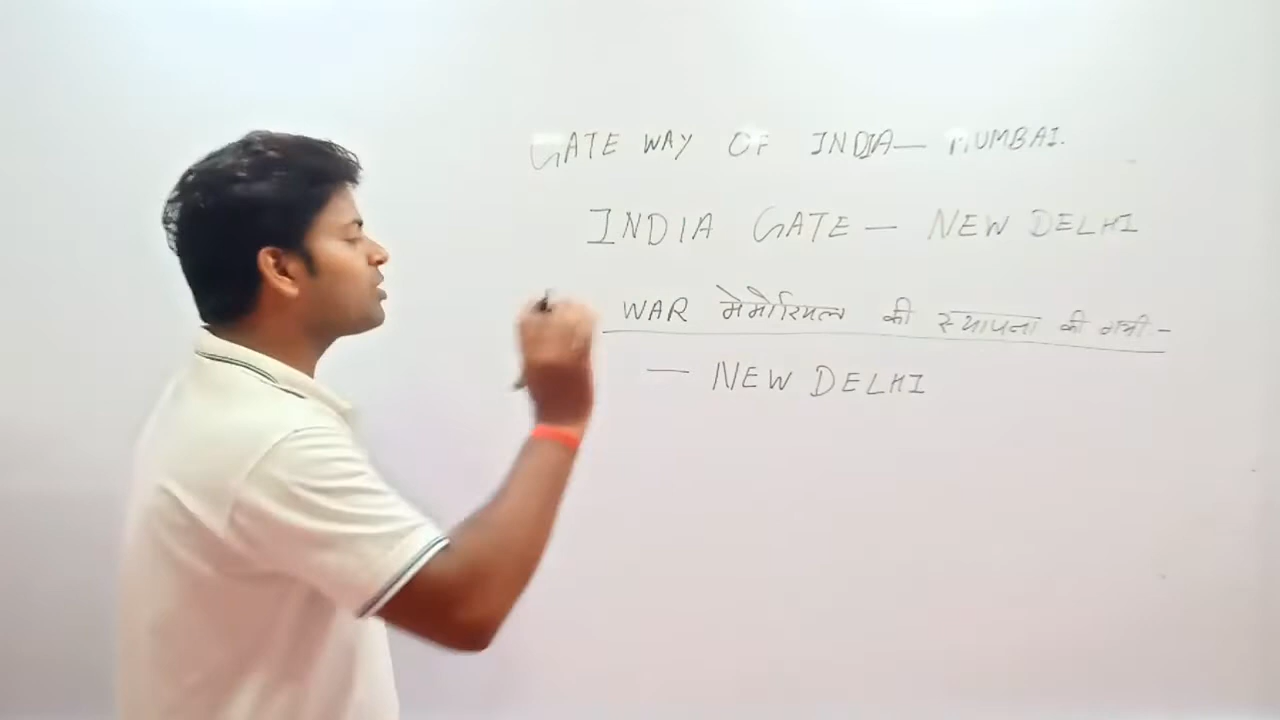 GATE WAY OF INDIA— MUMBAI.
INDIA GATE — NEW DELHI
WAR मेमोरियल की स्थापना की गयी -
— NEW DELHI